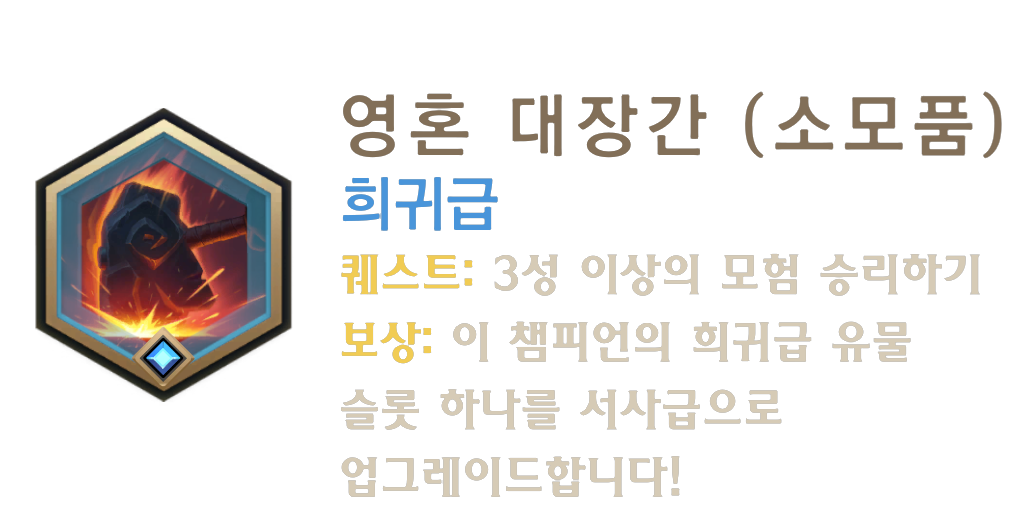 영혼 대장간 (소모품)
희귀급
퀘스트: 3성 이상의 모험 승리하기
보상: 이 챔피언의 희귀급 유물
슬롯 하나를 서사급으로
업그레이드합니다!